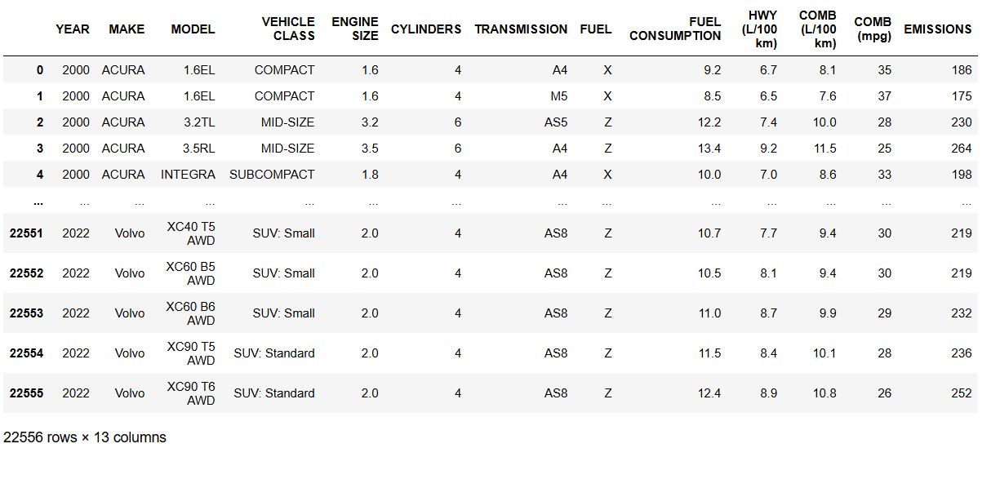 YEAR MAKE MODEL VEHICLE CLASS ENGINE SIZE CYLINDERS TRANSMISSION FUEL FUEL CONSUMPTION HWY (L/100 km) COMB (L/100 km) COMB (mpg) EMISSIONS
0 2000 ACURA 1.6EL COMPACT 1.6 4 A4 X 9.2 6.7 8.1 35 186
1 2000 ACURA 1.6EL COMPACT 1.6 4 M5 X 8.5 6.5 7.6 37 175
2 2000 ACURA 3.2TL MID-SIZE 3.2 6 AS5 Z 12.2 7.4 10.0 28 230
3 2000 ACURA 3.5RL MID-SIZE 3.5 6 A4 Z 13.4 9.2 11.5 25 264
4 2000 ACURA INTEGRA SUBCOMPACT 1.8 4 A4 X 10.0 7.0 8.6 33 198
... ... ... ... ... ... ... ... ... ... ... ... ... ...
22551 2022 Volvo XC40 T5 AWD SUV: Small 2.0 4 AS8 Z 10.7 7.7 9.4 30 219
22552 2022 Volvo XC60 B5 AWD SUV: Small 2.0 4 AS8 Z 10.5 8.1 9.4 30 219
22553 2022 Volvo XC60 B6 AWD SUV: Small 2.0 4 AS8 Z 11.0 8.7 9.9 29 232
22554 2022 Volvo XC90 T5 AWD SUV: Standard 2.0 4 AS8 Z 11.5 8.4 10.1 28 236
22555 2022 Volvo XC90 T6 AWD SUV: Standard 2.0 4 AS8 Z 12.4 8.9 10.8 26 252
22556 rows × 13 columns